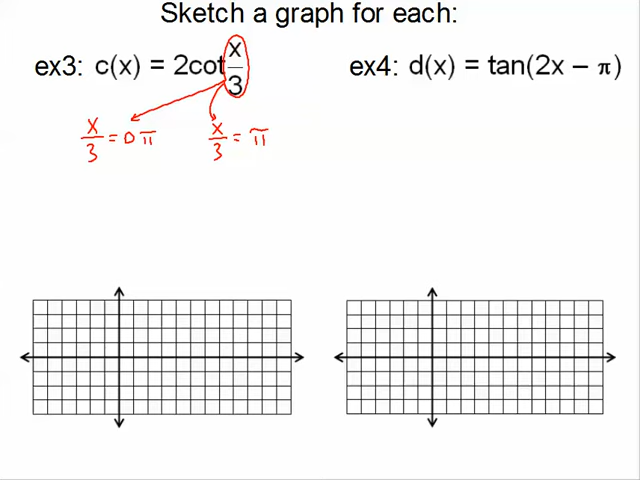 Sketch a graph for each:
ex3: c(x) = 2cot x/3
x/3 = 0π
x/3 = π
ex4: d(x) = tan(2x − π)